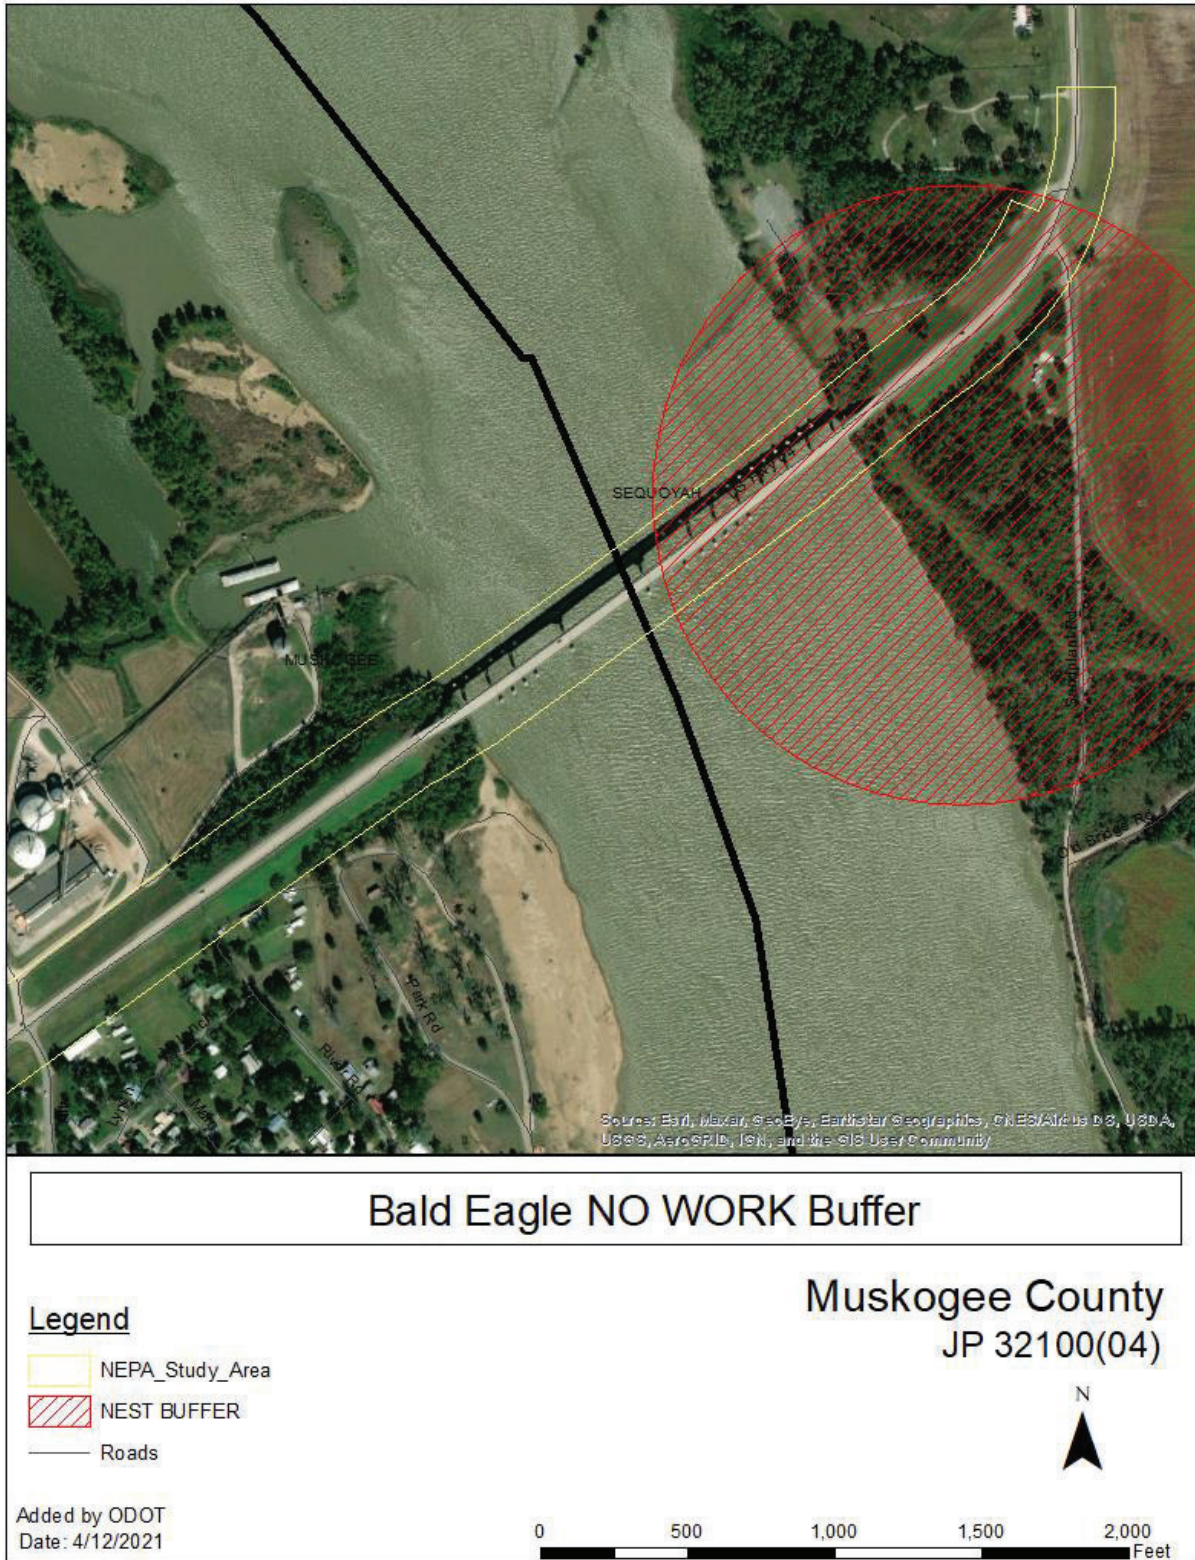 SEQUOYAH
MUSKOGEE
Park Rd
River Rd
Source: Esri, Maxar, GeoEye, Earthstar Geographics, CNES/Airbus DS, USDA,
USGS, AeroGRID, IGN, and the GIS User Community
Bald Eagle NO WORK Buffer
Muskogee County
JP 32100(04)
Legend
NEPA_Study_Area
NEST BUFFER
Roads
N
Added by ODOT
Date: 4/12/2021
0 500 1,000 1,500 2,000
Feet